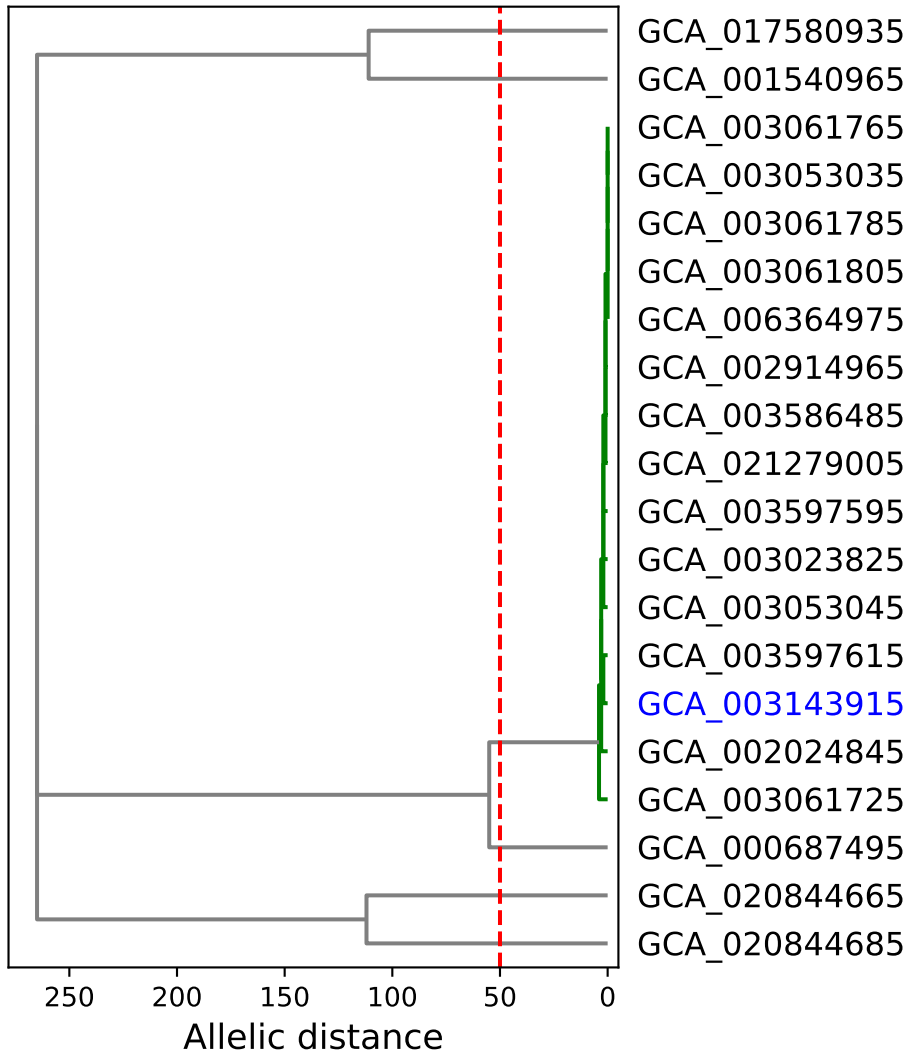 GCA_017580935
GCA_001540965
GCA_003061765
GCA_003053035
GCA_003061785
GCA_003061805
GCA_006364975
GCA_002914965
GCA_003586485
GCA_021279005
GCA_003597595
GCA_003023825
GCA_003053045
GCA_003597615
GCA_003143915
GCA_002024845
GCA_003061725
GCA_000687495
GCA_020844665
GCA_020844685
250 200 150 100 50 0
Allelic distance